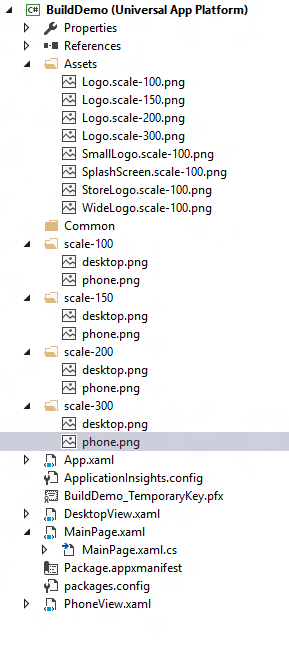 C# BuildDemo (Universal App Platform)
Properties
References
Assets
Logo.scale-100.png
Logo.scale-150.png
Logo.scale-200.png
Logo.scale-300.png
SmallLogo.scale-100.png
SplashScreen.scale-100.png
StoreLogo.scale-100.png
WideLogo.scale-100.png
Common
scale-100
desktop.png
phone.png
scale-150
desktop.png
phone.png
scale-200
desktop.png
phone.png
scale-300
desktop.png
phone.png
App.xaml
ApplicationInsights.config
BuildDemo_TemporaryKey.pfx
DesktopView.xaml
MainPage.xaml
MainPage.xaml.cs
Package.appxmanifest
packages.config
PhoneView.xaml